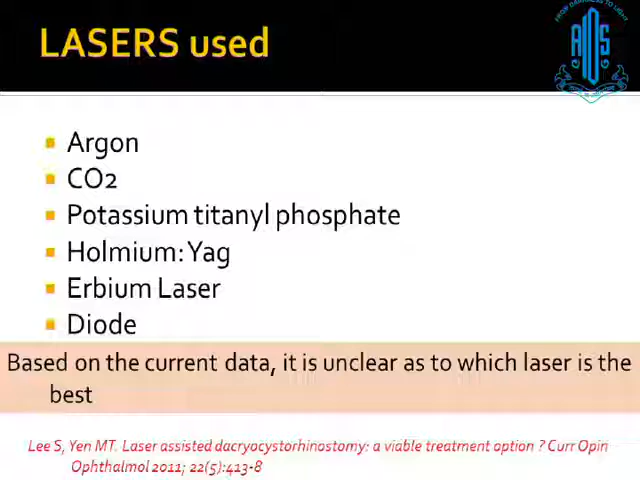 LASERS used
Argon
CO2
Potassium titanyl phosphate
Holmium: Yag
Erbium Laser
Diode
Based on the current data, it is unclear as to which laser is the
best
Lee S, Yen MT. Laser assisted dacryocystorhinostomy: a viable treatment option ? Curr Opin
Ophthalmol 2011; 22(5):413-8